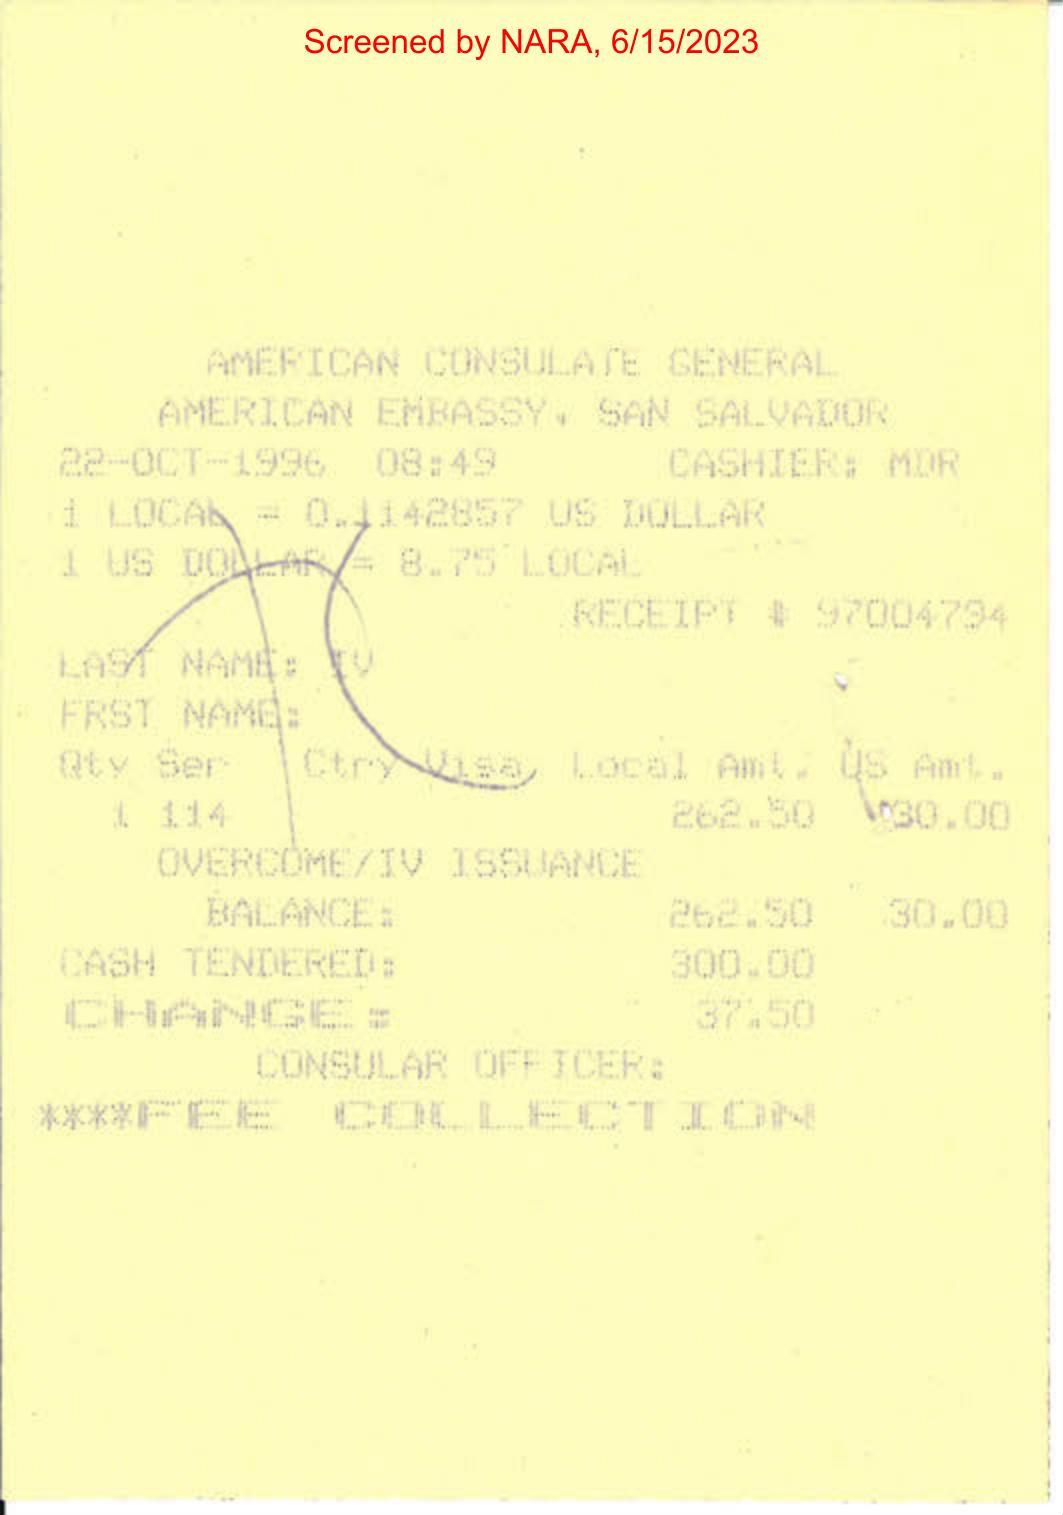 Screened by NARA, 6/15/2023
AMERICAN CONSULATE GENERAL
AMERICAN EMBASSY, SAN SALVADOR
22-OCT-1996 08:49 CASHIER: MDR
1 LOCAL = 0.1142857 US DOLLAR
1 US DOLLAR = 8.75 LOCAL
RECEIPT # 97004794
LAST NAME: IV
FRST NAME:
Qty Ser Ctry Visa Local Amt. US Amt.
1 114 262.50 30.00
OVERCOME/IV ISSUANCE
BALANCE: 262.50 30.00
CASH TENDERED: 300.00
CHANGE: 37.50
CONSULAR OFFICER:
****FEE COLLECTION